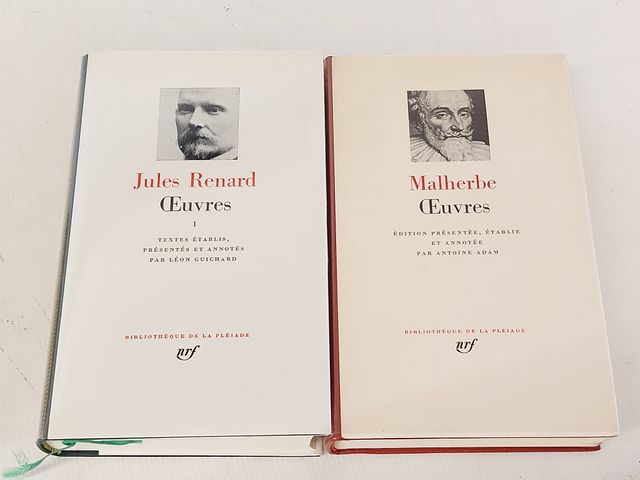 Jules Renard
Œuvres
I
TEXTES ÉTABLIS,
PRÉSENTÉS ET ANNOTÉS
PAR LÉON GUICHARD
BIBLIOTHÈQUE DE LA PLÉIADE
nrf
Malherbe
Œuvres
ÉDITION PRÉSENTÉE, ÉTABLIE
ET ANNOTÉE
PAR ANTOINE ADAM
BIBLIOTHÈQUE DE LA PLÉIADE
nrf